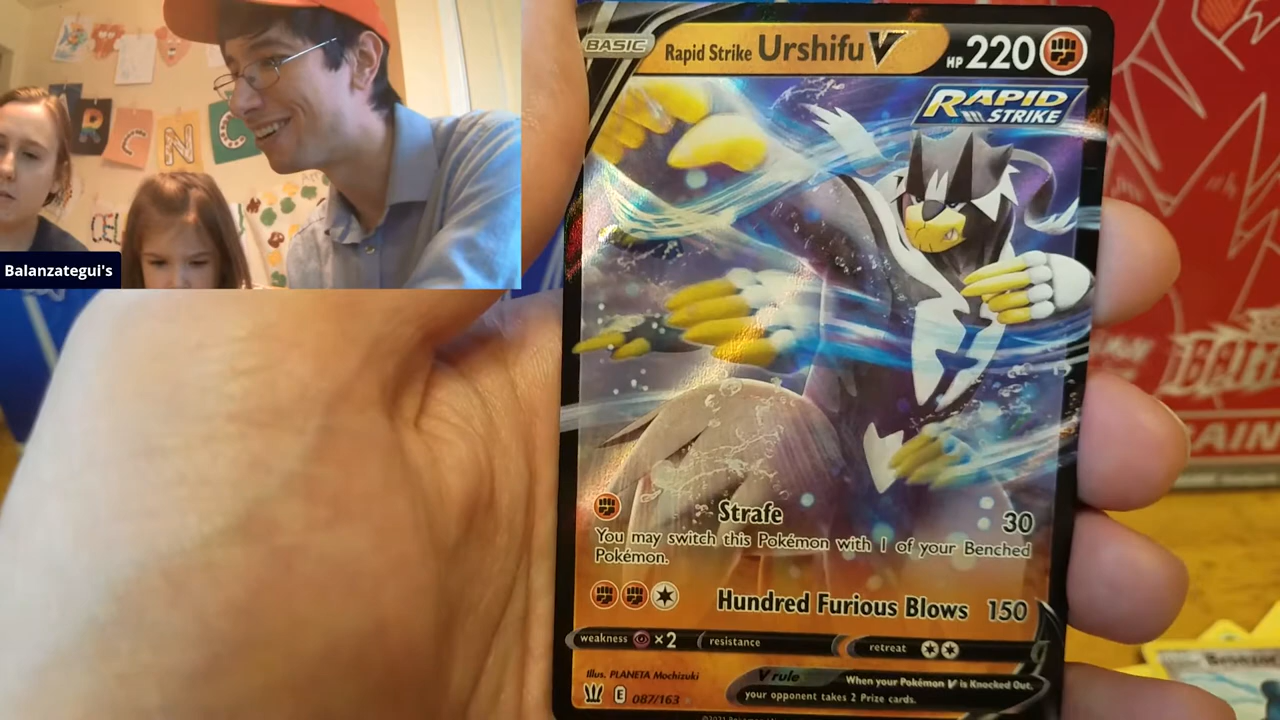 R C N C
CEL
Balanzategui's
BASIC
Rapid Strike Urshifu V
HP 220
RAPID
STRIKE
Strafe 30
You may switch this Pokémon with 1 of your Benched
Pokémon.
Hundred Furious Blows 150
weakness ×2 resistance retreat
Illus. PLANETA Mochizuki
V rule When your Pokémon V is Knocked Out,
your opponent takes 2 Prize cards.
E 087/163